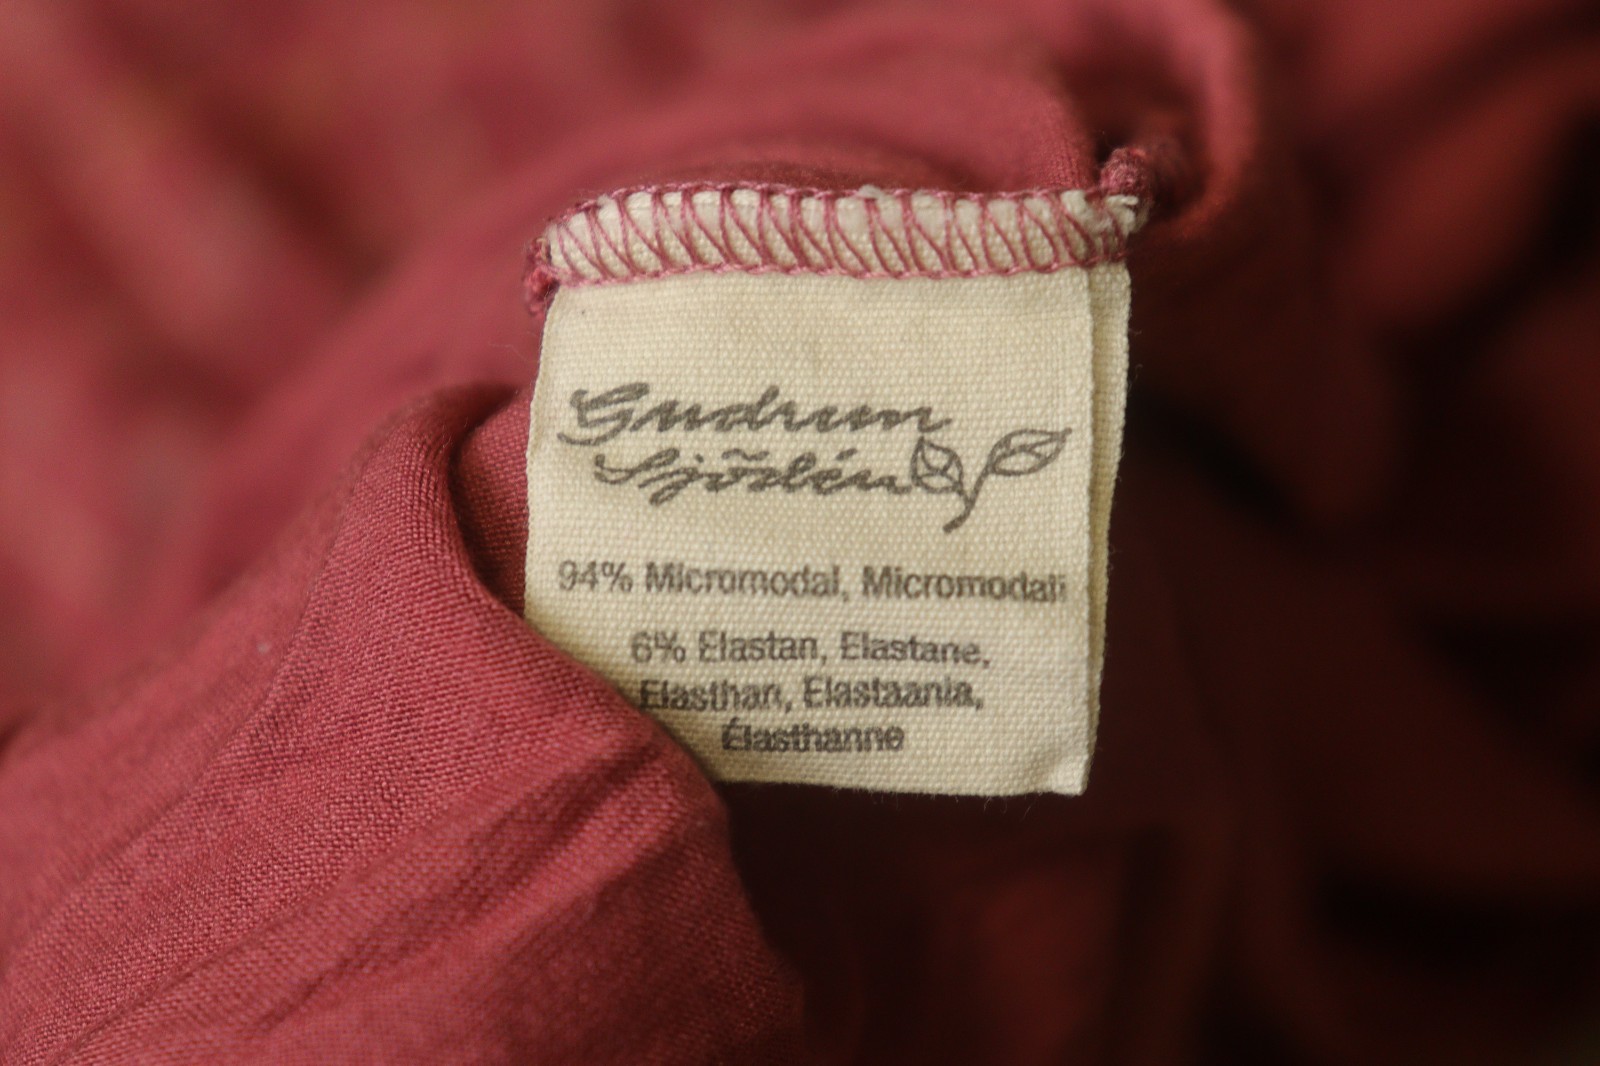 Gudrun
Sjödén
94% Micromodal, Micromodali
6% Elastan, Elastane,
Elasthan, Elastaania,
Élasthanne